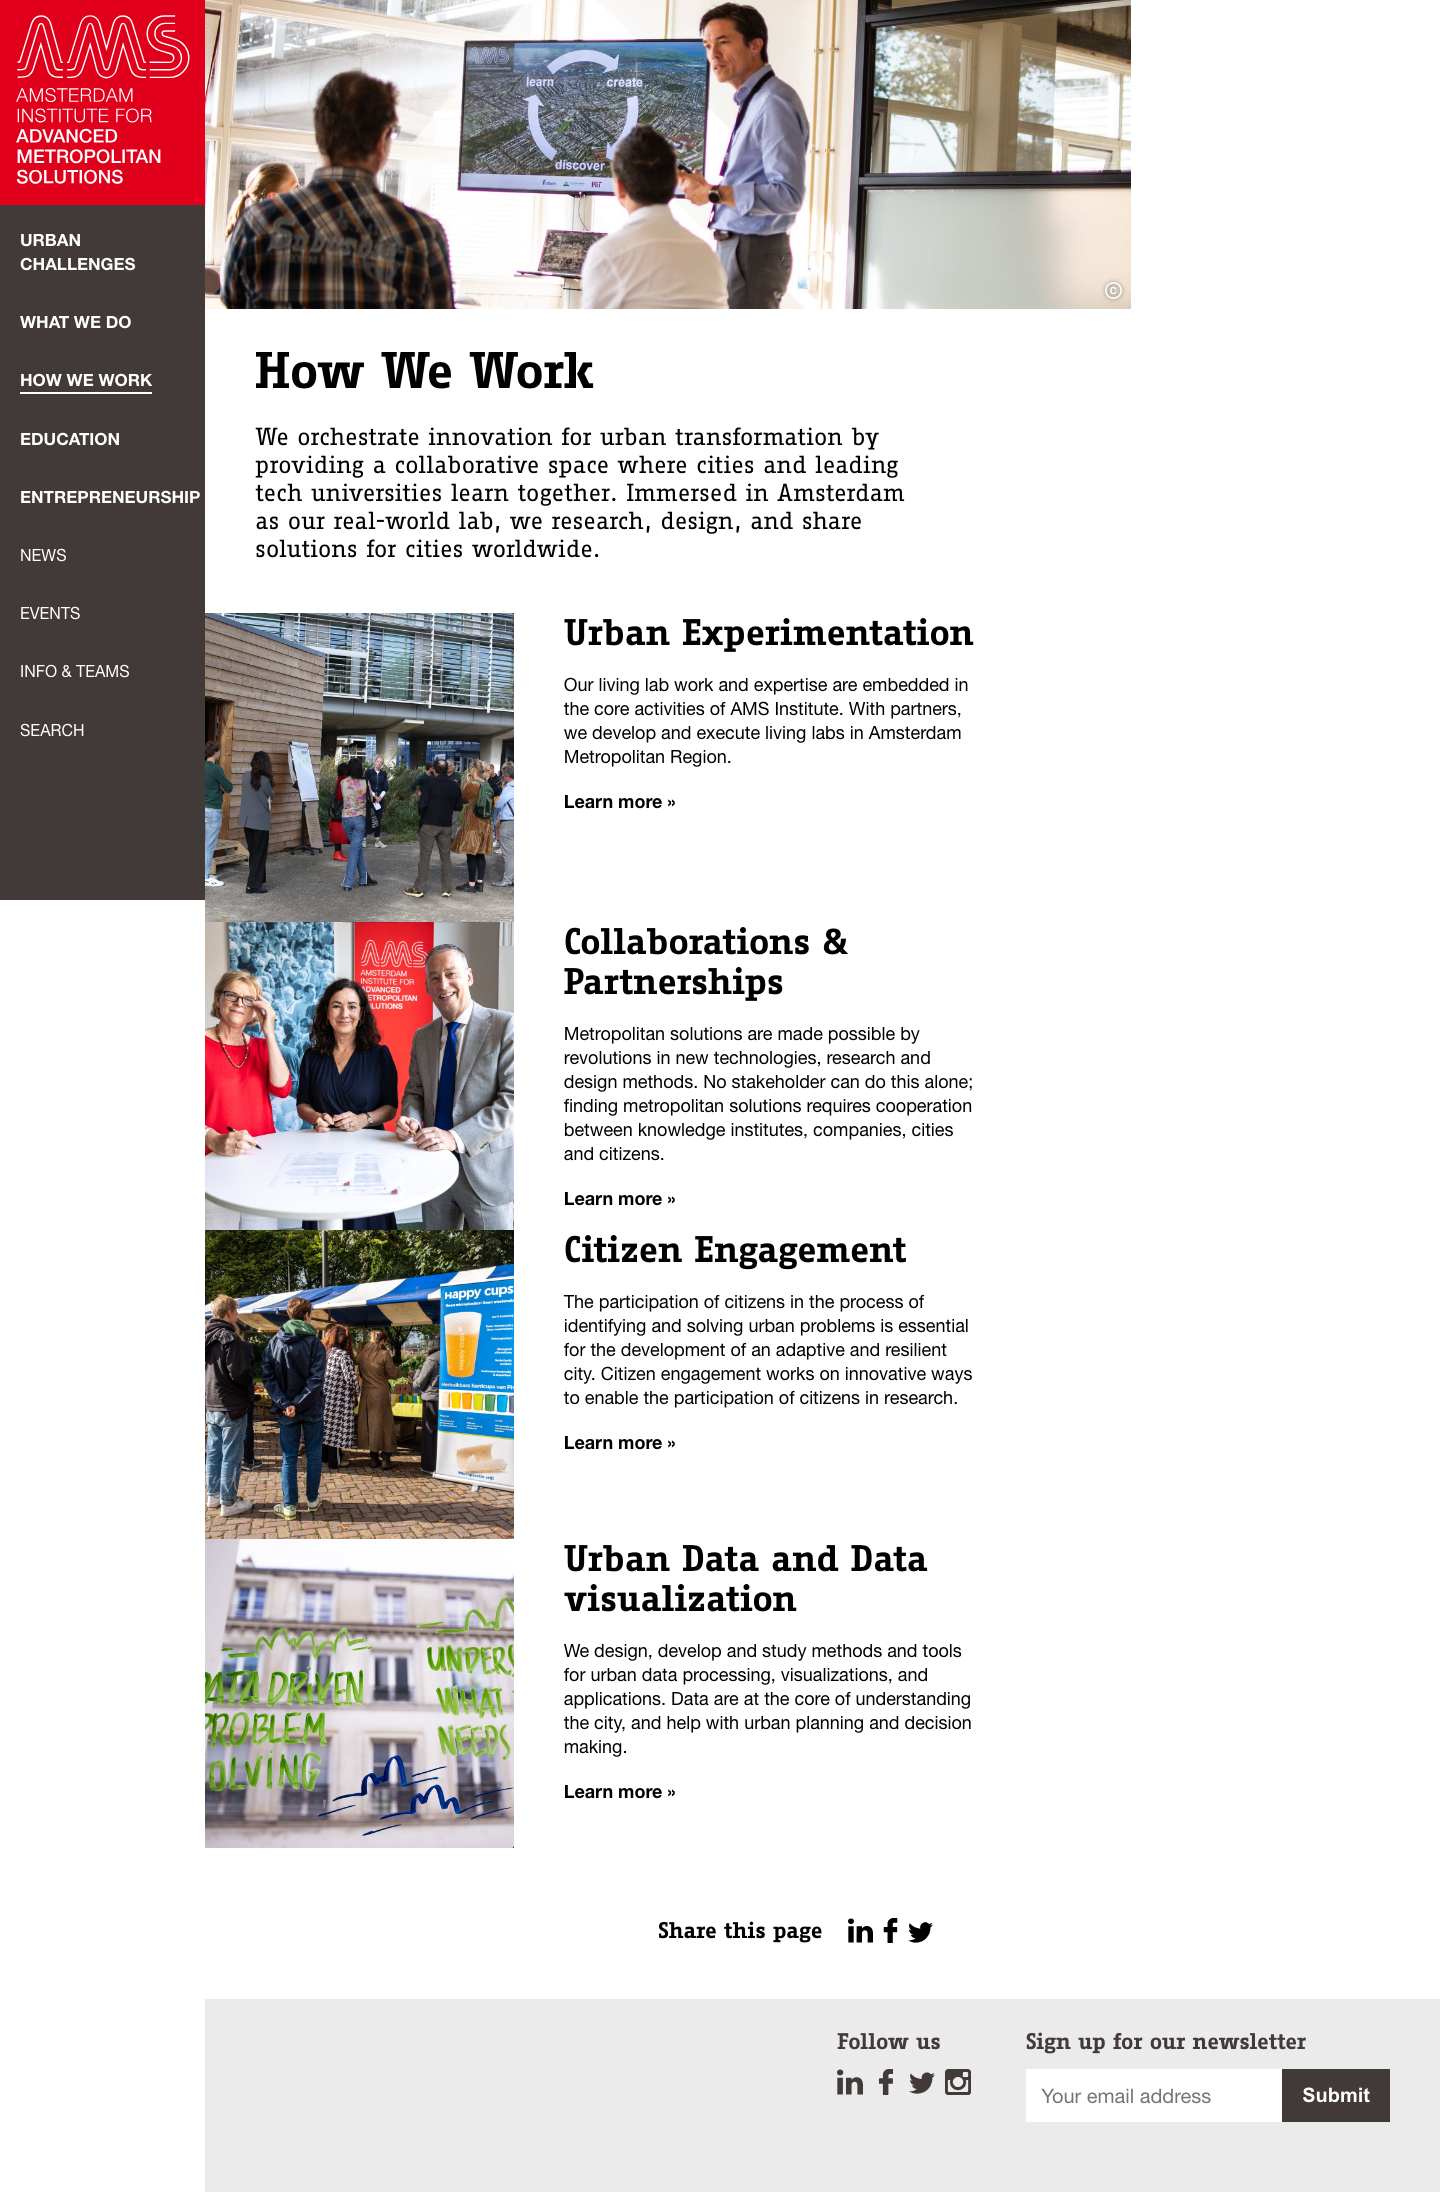 AMS
AMSTERDAM
INSTITUTE FOR
ADVANCED
METROPOLITAN
SOLUTIONS
URBAN
CHALLENGES
WHAT WE DO
HOW WE WORK
EDUCATION
ENTREPRENEURSHIP
NEWS
EVENTS
INFO & TEAMS
SEARCH
AMS
learn
create
discover
©
How We Work
We orchestrate innovation for urban transformation by
providing a collaborative space where cities and leading
tech universities learn together. Immersed in Amsterdam
as our real-world lab, we research, design, and share
solutions for cities worldwide.
Urban Experimentation
Our living lab work and expertise are embedded in
the core activities of AMS Institute. With partners,
we develop and execute living labs in Amsterdam
Metropolitan Region.
Learn more »
AMS
AMSTERDAM
INSTITUTE FOR
ADVANCED
ETROPOLITAN
OLUTIONS
Collaborations &
Partnerships
Metropolitan solutions are made possible by
revolutions in new technologies, research and
design methods. No stakeholder can do this alone;
finding metropolitan solutions requires cooperation
between knowledge institutes, companies, cities
and citizens.
Learn more »
Happy cups
Citizen Engagement
The participation of citizens in the process of
identifying and solving urban problems is essential
for the development of an adaptive and resilient
city. Citizen engagement works on innovative ways
to enable the participation of citizens in research.
Learn more »
ATA DRIVEN
PROBLEM
OLVING
UNDERS
WHAT
NEEDS
Urban Data and Data
visualization
We design, develop and study methods and tools
for urban data processing, visualizations, and
applications. Data are at the core of understanding
the city, and help with urban planning and decision
making.
Learn more »
Share this page
Follow us
Sign up for our newsletter
Your email address
Submit